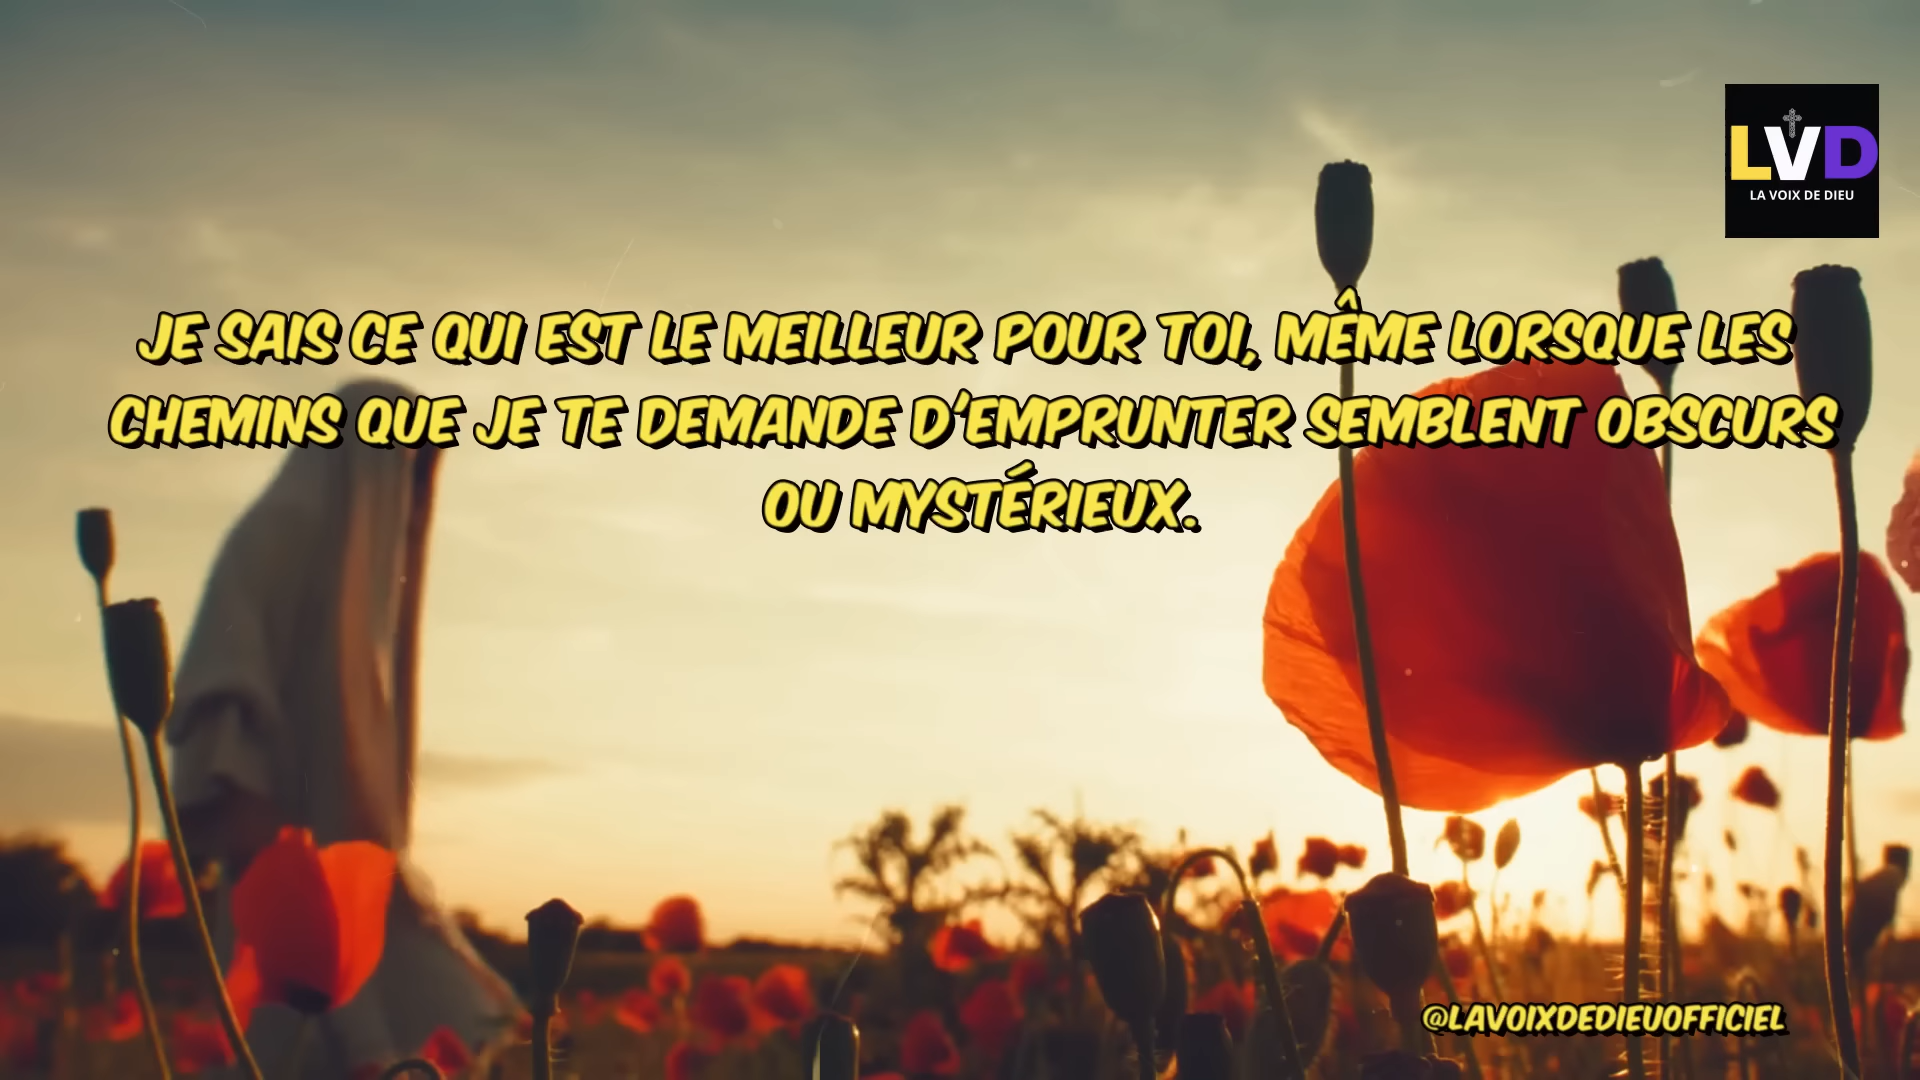 LVD
LA VOIX DE DIEU
JE SAIS CE QUI EST LE MEILLEUR POUR TOI, MÊME LORSQUE LES
CHEMINS QUE JE TE DEMANDE D'EMPRUNTER SEMBLENT OBSCURS
OU MYSTÉRIEUX.
@LAVOIXDEDIEUOFFICIEL